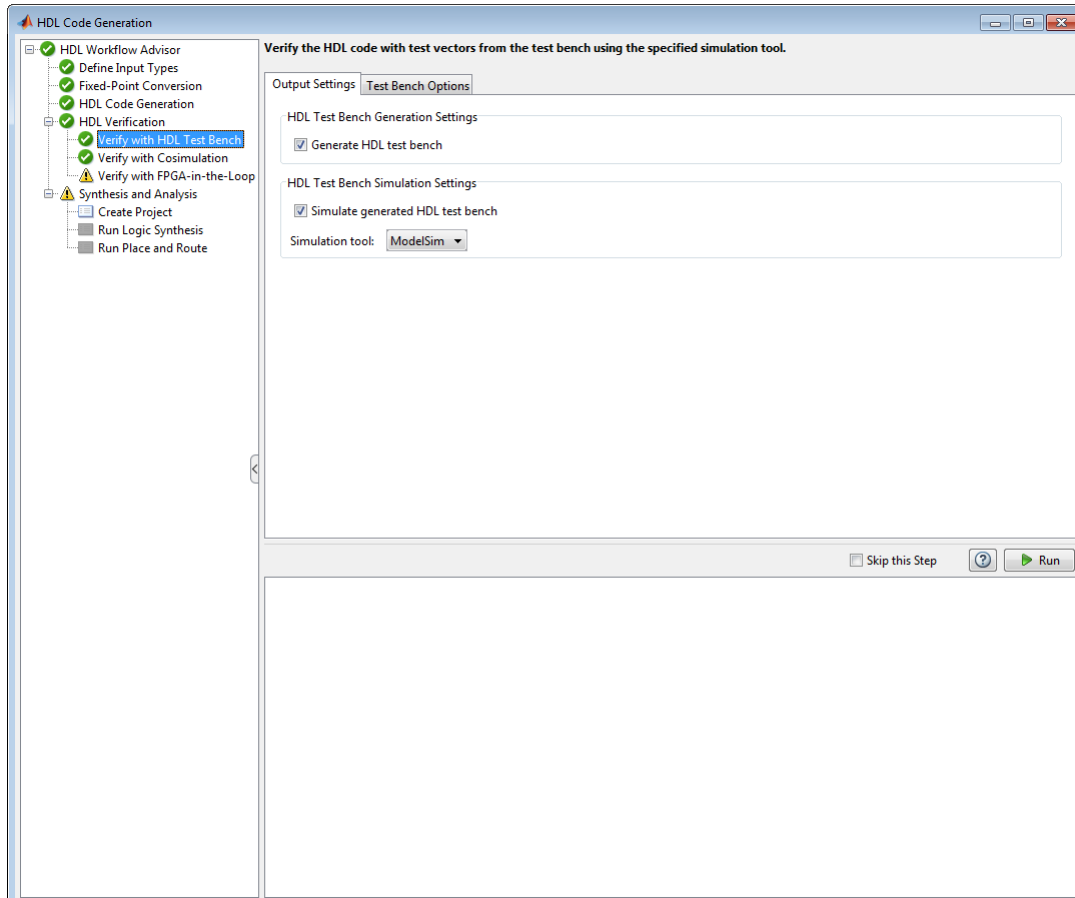 HDL Code Generation
HDL Workflow Advisor
Define Input Types
Fixed-Point Conversion
HDL Code Generation
HDL Verification
Verify with HDL Test Bench
Verify with Cosimulation
Verify with FPGA-in-the-Loop
Synthesis and Analysis
Create Project
Run Logic Synthesis
Run Place and Route
Verify the HDL code with test vectors from the test bench using the specified simulation tool.
Output Settings Test Bench Options
HDL Test Bench Generation Settings
Generate HDL test bench
HDL Test Bench Simulation Settings
Simulate generated HDL test bench
Simulation tool: ModelSim
Skip this Step ? Run